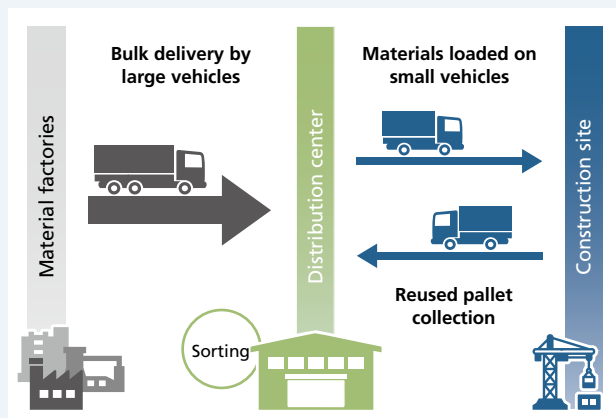 Bulk delivery by
large vehicles
Materials loaded on
small vehicles
Material factories
Distribution center
Construction site
Reused pallet
collection
Sorting